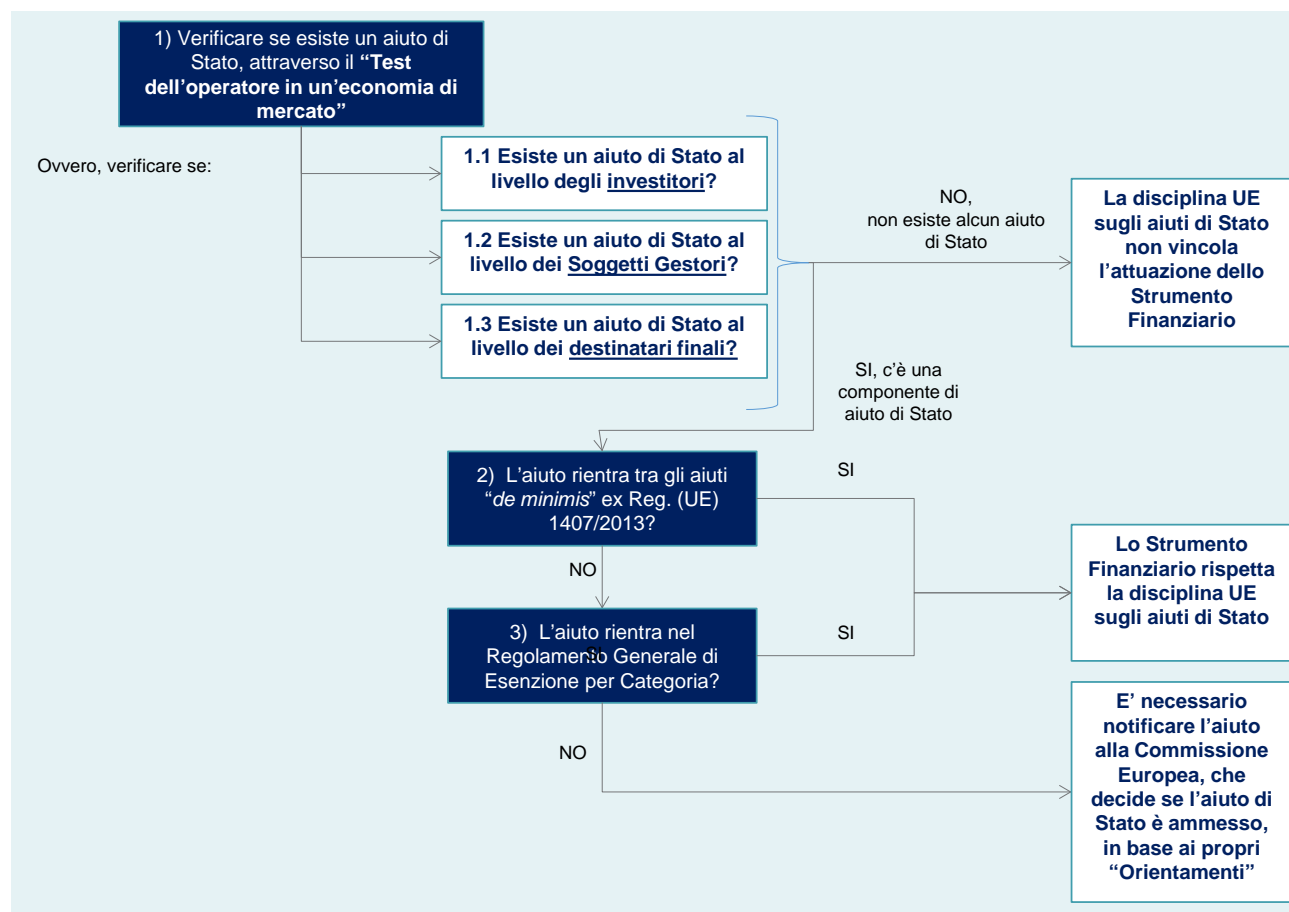 1) Verificare se esiste un aiuto di
Stato, attraverso il “Test
dell’operatore in un’economia di
mercato”
Ovvero, verificare se:
1.1 Esiste un aiuto di Stato al
livello degli investitori?
1.2 Esiste un aiuto di Stato al
livello dei Soggetti Gestori?
1.3 Esiste un aiuto di Stato al
livello dei destinatari finali?
NO,
non esiste alcun aiuto
di Stato
La disciplina UE
sugli aiuti di Stato
non vincola
l’attuazione dello
Strumento
Finanziario
SI, c’è una
componente di
aiuto di Stato
2) L’aiuto rientra tra gli aiuti
“de minimis” ex Reg. (UE)
1407/2013?
SI
NO
Lo Strumento
Finanziario rispetta
la disciplina UE
sugli aiuti di Stato
3) L’aiuto rientra nel
Regolamento Generale di
Esenzione per Categoria?
SI
SI
NO
E’ necessario
notificare l’aiuto
alla Commissione
Europea, che
decide se l’aiuto di
Stato è ammesso,
in base ai propri
“Orientamenti”